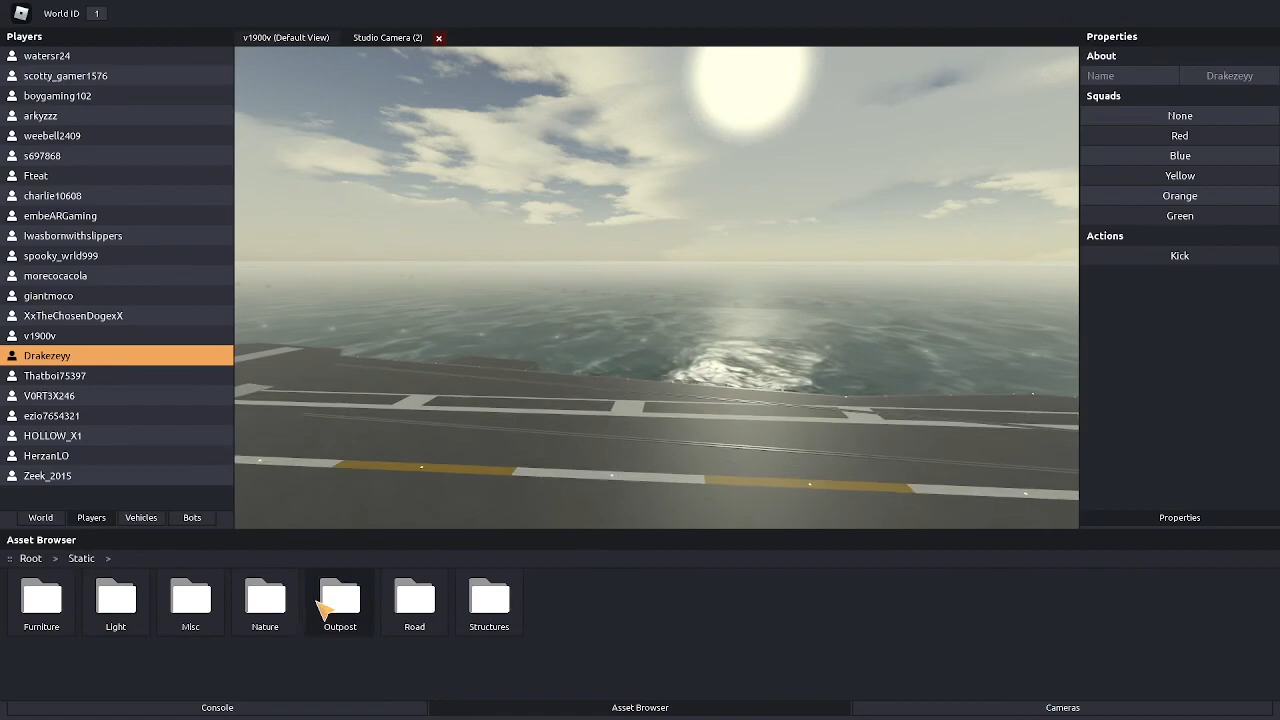 World ID 1
Players
watersr24
scotty_gamer1576
boygaming102
arkyzzz
weebell2409
s697868
Fteat
charlie10608
embeARGaming
Iwasbornwithslippers
spooky_wrld999
morecocacola
giantmoco
XxTheChosenDogexX
v1900v
Drakezeyy
Thatboi75397
V0RT3X246
ezio7654321
HOLLOW_X1
HerzanLO
Zeek_2015
World Players Vehicles Bots
v1900v (Default View) Studio Camera (2) x
Properties
About
Name Drakezeyy
Squads
None
Red
Blue
Yellow
Orange
Green
Actions
Kick
Properties
Asset Browser
:: Root > Static >
Furniture Light Misc Nature Outpost Road Structures
Console Asset Browser Cameras